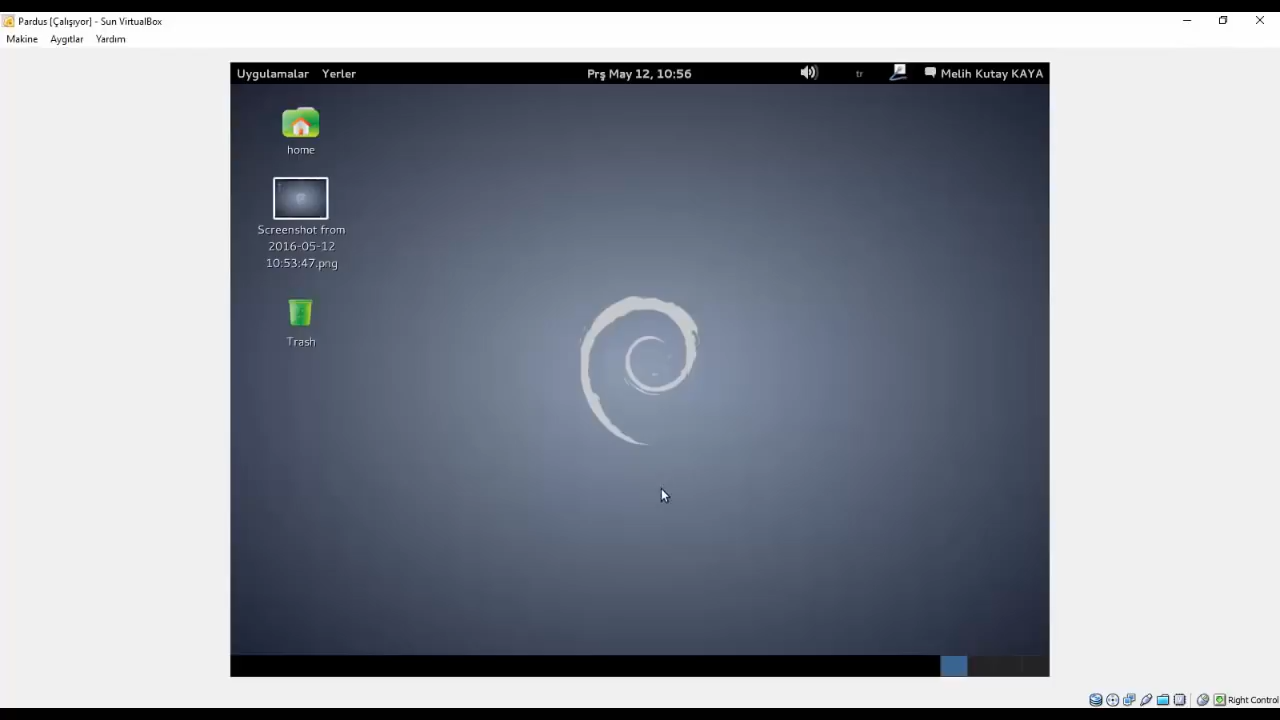 Pardus [Çalışıyor] - Sun VirtualBox
Makine Aygıtlar Yardım
Uygulamalar Yerler Prş May 12, 10:56 tr Melih Kutay KAYA
home
Screenshot from
2016-05-12
10:53:47.png
Trash
Right Control